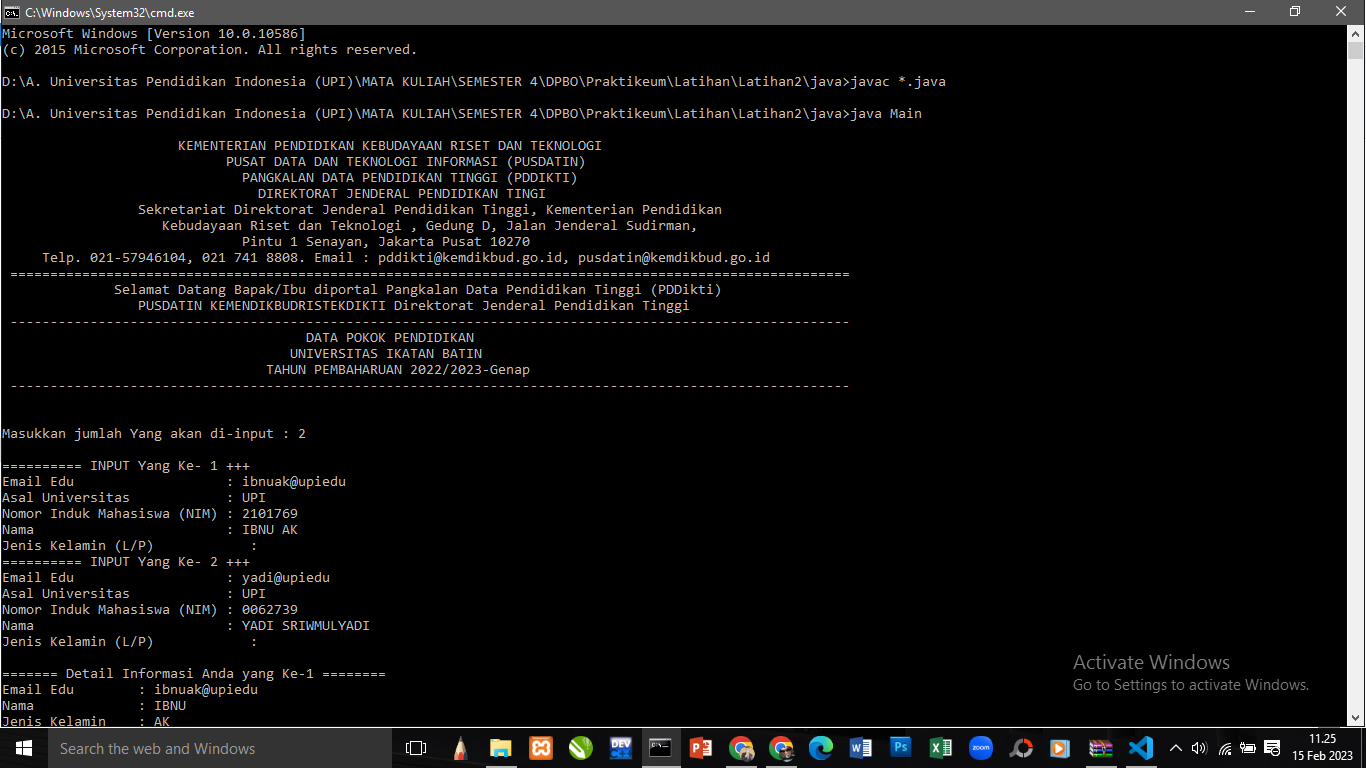 C:\Windows\System32\cmd.exe
Microsoft Windows [Version 10.0.10586]
(c) 2015 Microsoft Corporation. All rights reserved.
D:\A. Universitas Pendidikan Indonesia (UPI)\MATA KULIAH\SEMESTER 4\DPBO\Praktikeum\Latihan\Latihan2\java>javac *.java
D:\A. Universitas Pendidikan Indonesia (UPI)\MATA KULIAH\SEMESTER 4\DPBO\Praktikeum\Latihan\Latihan2\java>java Main
KEMENTERIAN PENDIDIKAN KEBUDAYAAN RISET DAN TEKNOLOGI
PUSAT DATA DAN TEKNOLOGI INFORMASI (PUSDATIN)
PANGKALAN DATA PENDIDIKAN TINGGI (PDDIKTI)
DIREKTORAT JENDERAL PENDIDIKAN TINGI
Sekretariat Direktorat Jenderal Pendidikan Tinggi, Kementerian Pendidikan
Kebudayaan Riset dan Teknologi , Gedung D, Jalan Jenderal Sudirman,
Pintu 1 Senayan, Jakarta Pusat 10270
Telp. 021-57946104, 021 741 8808. Email : pddikti@kemdikbud.go.id, pusdatin@kemdikbud.go.id
=========================================================================================================
Selamat Datang Bapak/Ibu diportal Pangkalan Data Pendidikan Tinggi (PDDikti)
PUSDATIN KEMENDIKBUDRISTEKDIKTI Direktorat Jenderal Pendidikan Tinggi
---------------------------------------------------------------------------------------------------------
DATA POKOK PENDIDIKAN
UNIVERSITAS IKATAN BATIN
TAHUN PEMBAHARUAN 2022/2023-Genap
---------------------------------------------------------------------------------------------------------
Masukkan jumlah Yang akan di-input : 2
========== INPUT Yang Ke- 1 +++
Email Edu : ibnuak@upiedu
Asal Universitas : UPI
Nomor Induk Mahasiswa (NIM) : 2101769
Nama : IBNU AK
Jenis Kelamin (L/P) :
========== INPUT Yang Ke- 2 +++
Email Edu : yadi@upiedu
Asal Universitas : UPI
Nomor Induk Mahasiswa (NIM) : 0062739
Nama : YADI SRIWMULYADI
Jenis Kelamin (L/P) :
======= Detail Informasi Anda yang Ke-1 ========
Email Edu : ibnuak@upiedu
Nama : IBNU
Jenis Kelamin : AK
Activate Windows
Go to Settings to activate Windows.
Search the web and Windows
DEV
zoom
11.25
15 Feb 2023